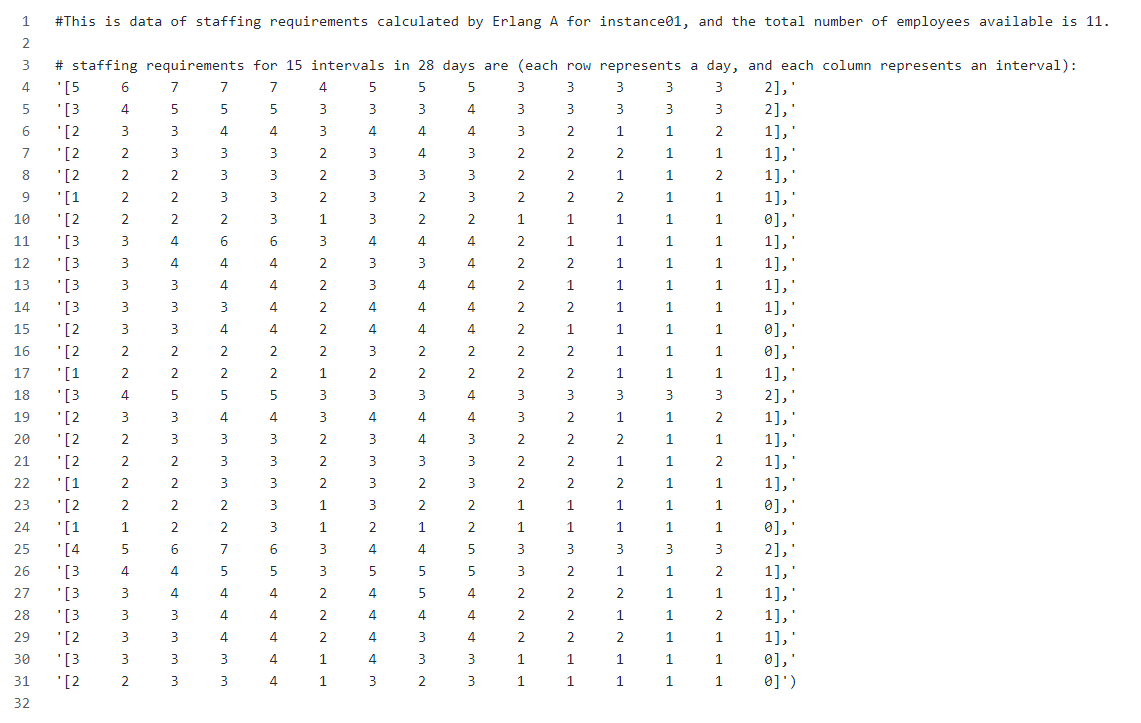 1 #This is data of staffing requirements calculated by Erlang A for instance01, and the total number of employees available is 11.
2
3 # staffing requirements for 15 intervals in 28 days are (each row represents a day, and each column represents an interval):
4 '[5 6 7 7 7 4 5 5 5 3 3 3 3 3 2],'
5 '[3 4 5 5 5 3 3 3 4 3 3 3 3 3 2],'
6 '[2 3 3 4 4 3 4 4 4 3 2 1 1 2 1],'
7 '[2 2 3 3 3 2 3 4 3 2 2 2 1 1 1],'
8 '[2 2 2 3 3 2 3 3 3 2 2 1 1 2 1],'
9 '[1 2 2 3 3 2 3 2 3 2 2 2 1 1 1],'
10 '[2 2 2 2 3 1 3 2 2 1 1 1 1 1 0],'
11 '[3 3 4 6 6 3 4 4 4 2 1 1 1 1 1],'
12 '[3 3 4 4 4 2 3 3 4 2 2 1 1 1 1],'
13 '[3 3 3 4 4 2 3 4 4 2 1 1 1 1 1],'
14 '[3 3 3 3 4 2 4 4 4 2 2 1 1 1 1],'
15 '[2 3 3 4 4 2 4 4 4 2 1 1 1 1 0],'
16 '[2 2 2 2 2 2 3 2 2 2 2 1 1 1 0],'
17 '[1 2 2 2 2 1 2 2 2 2 2 1 1 1 1],'
18 '[3 4 5 5 5 3 3 3 4 3 3 3 3 3 2],'
19 '[2 3 3 4 4 3 4 4 4 3 2 1 1 2 1],'
20 '[2 2 3 3 3 2 3 4 3 2 2 2 1 1 1],'
21 '[2 2 2 3 3 2 3 3 3 2 2 1 1 2 1],'
22 '[1 2 2 3 3 2 3 2 3 2 2 2 1 1 1],'
23 '[2 2 2 2 3 1 3 2 2 1 1 1 1 1 0],'
24 '[1 1 2 2 3 1 2 1 2 1 1 1 1 1 0],'
25 '[4 5 6 7 6 3 4 4 5 3 3 3 3 3 2],'
26 '[3 4 4 5 5 3 5 5 5 3 2 1 1 2 1],'
27 '[3 3 4 4 4 2 4 5 4 2 2 2 1 1 1],'
28 '[3 3 3 4 4 2 4 4 4 2 2 1 1 2 1],'
29 '[2 3 3 4 4 2 4 3 4 2 2 2 1 1 1],'
30 '[3 3 3 3 4 1 4 3 3 1 1 1 1 1 0],'
31 '[2 2 3 3 4 1 3 2 3 1 1 1 1 1 0]')
32